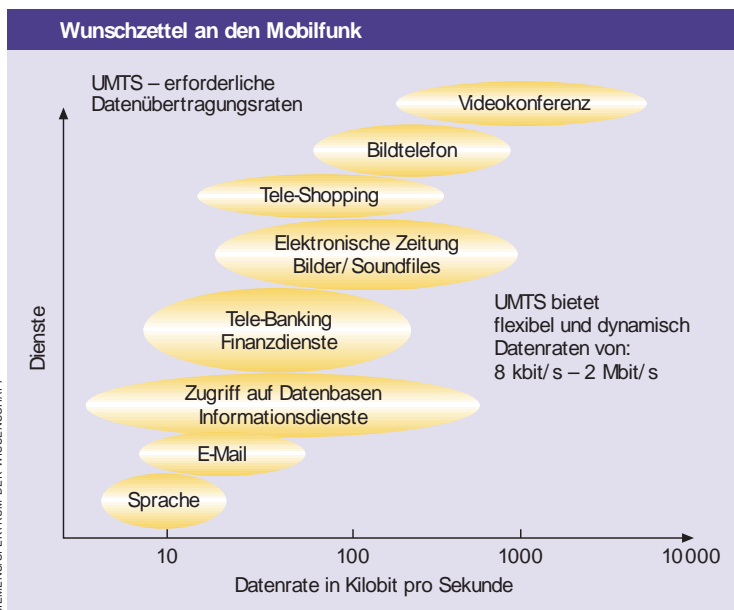 Wunschzettel an den Mobilfunk
UMTS – erforderliche
Datenübertragungsraten
Videokonferenz
Bildtelefon
Tele-Shopping
Elektronische Zeitung
Bilder/Soundfiles
UMTS bietet
flexibel und dynamisch
Datenraten von:
8 kbit/s – 2 Mbit/s
Tele-Banking
Finanzdienste
Dienste
Zugriff auf Datenbasen
Informationsdienste
E-Mail
Sprache
10 100 1000 10000
Datenrate in Kilobit pro Sekunde